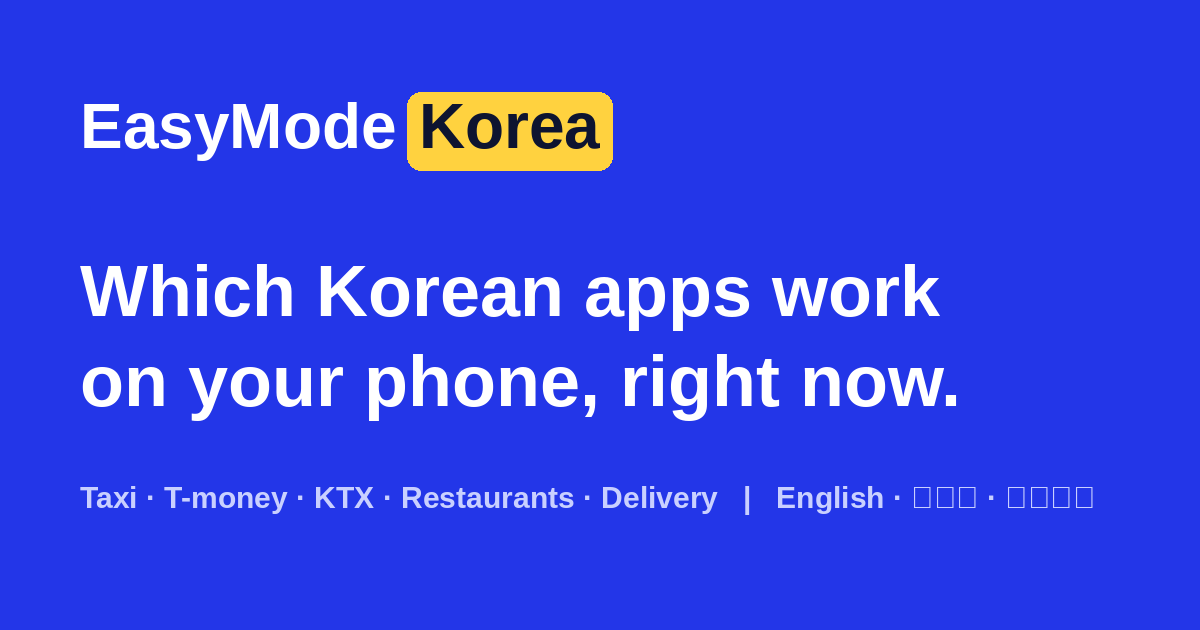 EasyMode Korea
Which Korean apps work
on your phone, right now.
Taxi · T-money · KTX · Restaurants · Delivery | English · □□□ · □□□□